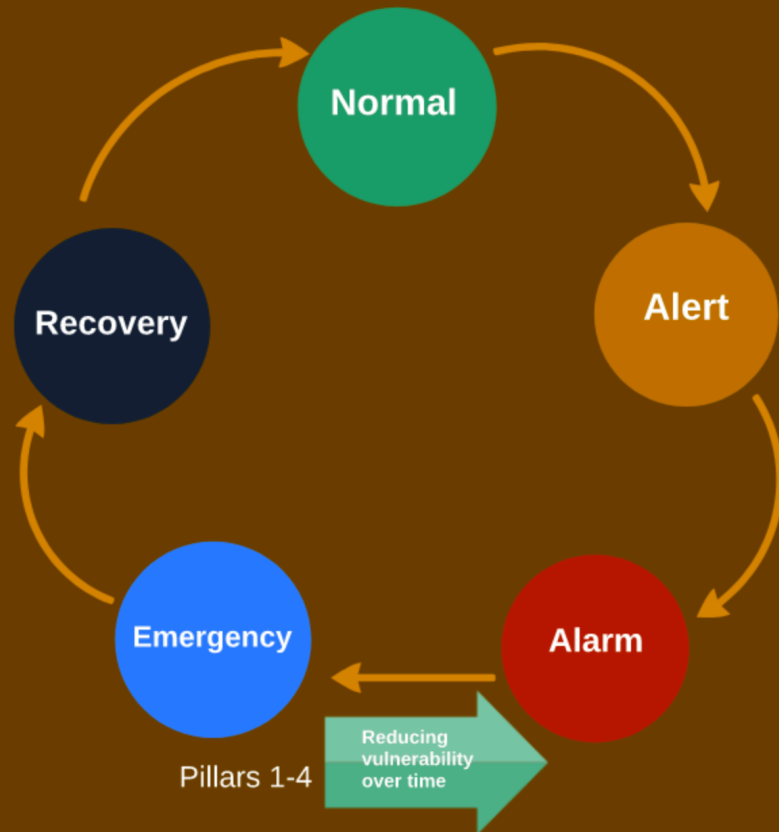 Normal
Alert
Recovery
Emergency
Alarm
Reducing
vulnerability
over time
Pillars 1-4